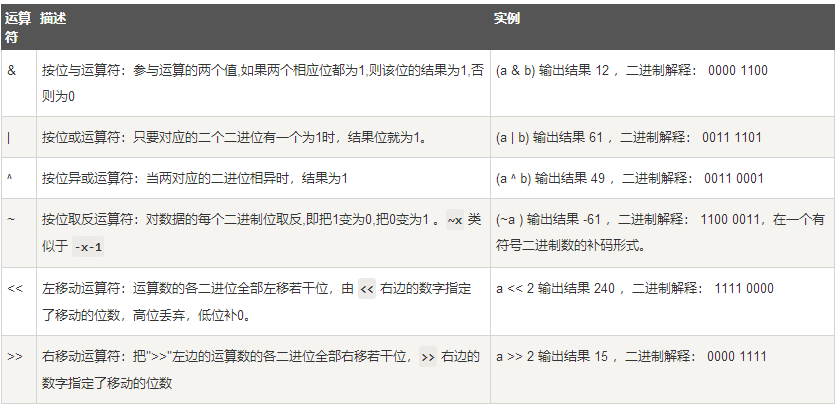 运算符 描述 实例
& 按位与运算符：参与运算的两个值,如果两个相应位都为1,则该位的结果为1,否则为0 (a & b) 输出结果 12 ，二进制解释： 0000 1100
| 按位或运算符：只要对应的二个二进位有一个为1时，结果位就为1。 (a | b) 输出结果 61 ，二进制解释： 0011 1101
^ 按位异或运算符：当两对应的二进位相异时，结果为1 (a ^ b) 输出结果 49 ，二进制解释： 0011 0001
~ 按位取反运算符：对数据的每个二进制位取反,即把1变为0,把0变为1 。~x 类似于 -x-1 (~a ) 输出结果 -61 ，二进制解释： 1100 0011，在一个有符号二进制数的补码形式。
<< 左移动运算符：运算数的各二进位全部左移若干位，由 << 右边的数字指定了移动的位数，高位丢弃，低位补0。 a << 2 输出结果 240 ，二进制解释： 1111 0000
>> 右移动运算符：把">>"左边的运算数的各二进位全部右移若干位，>> 右边的数字指定了移动的位数 a >> 2 输出结果 15 ，二进制解释： 0000 1111